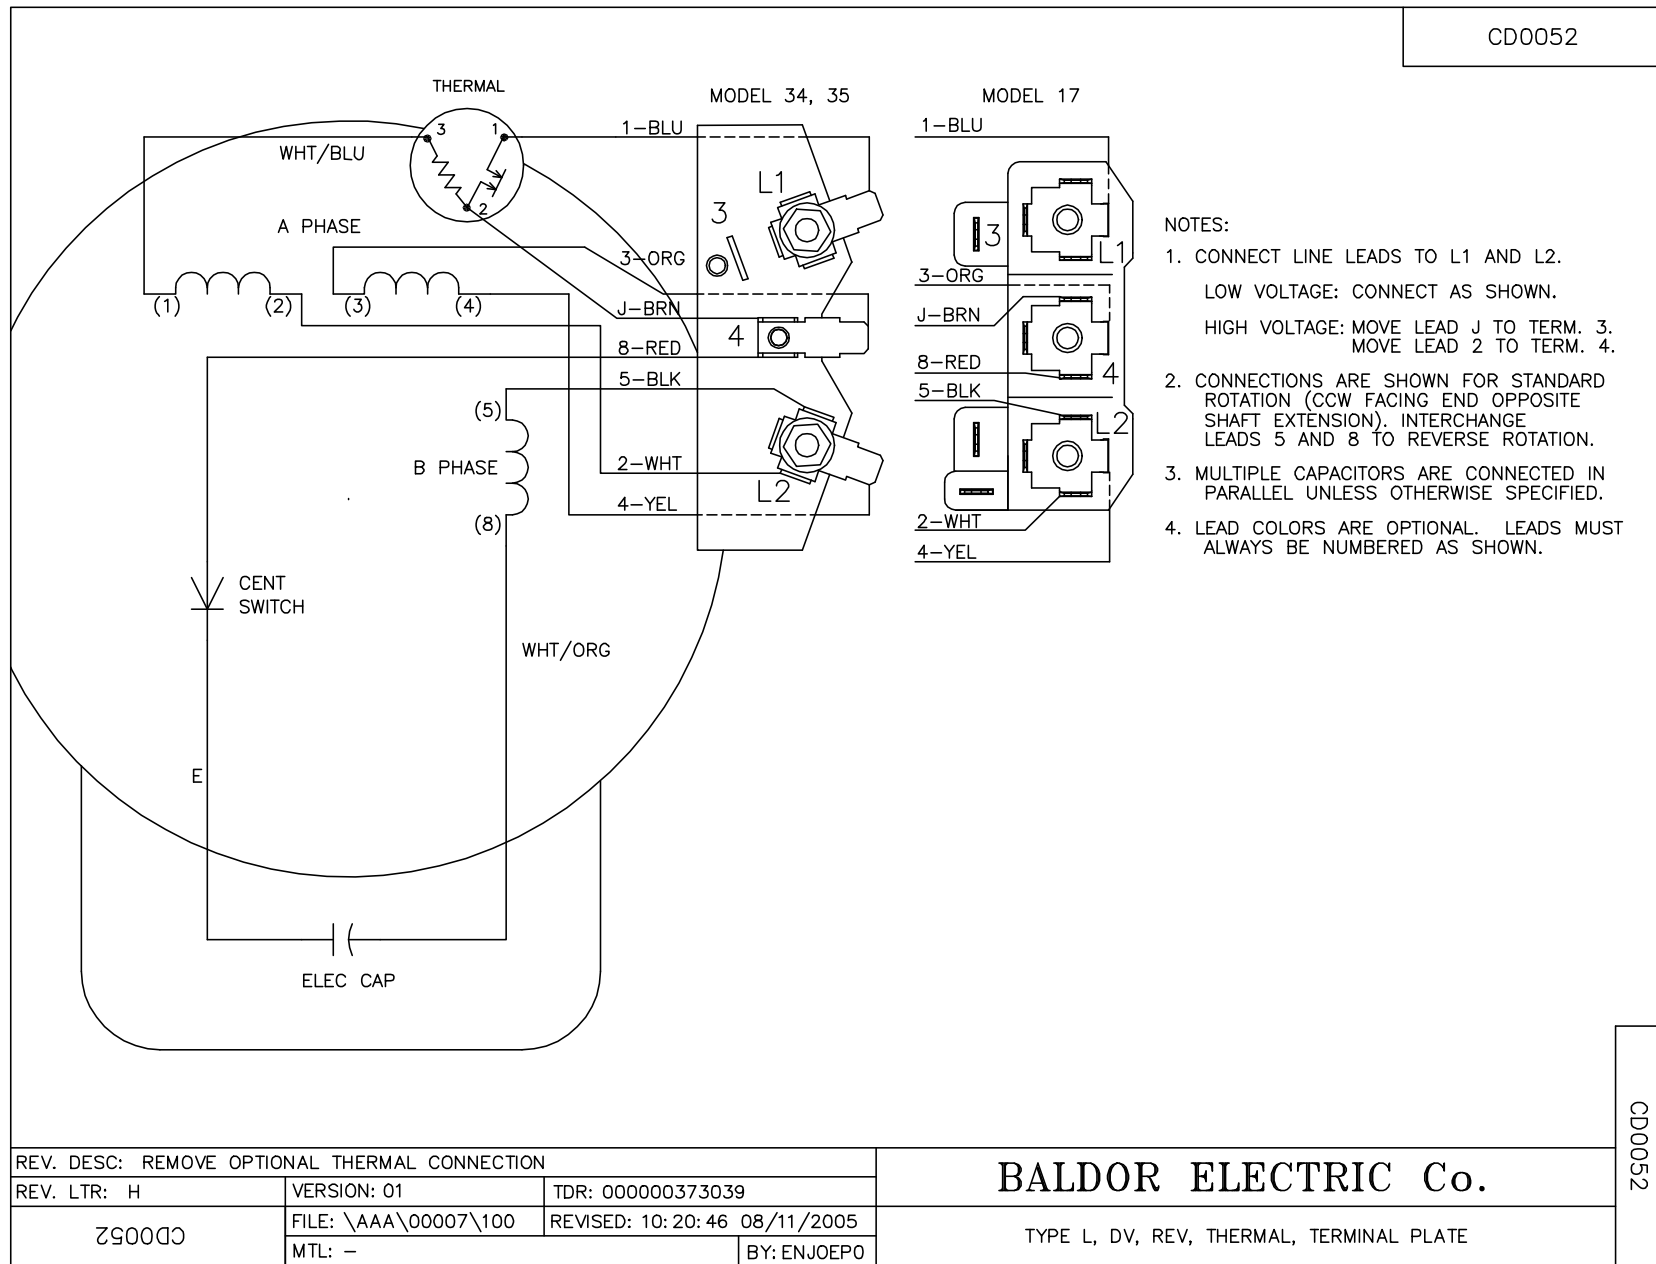 CD0052
THERMAL
MODEL 34, 35
MODEL 17
3
1
2
WHT/BLU
1-BLU
1-BLU
A PHASE
(1)
(2)
(3)
(4)
3-ORG
J-BRN
8-RED
5-BLK
2-WHT
4-YEL
L1
3
4
L2
3
L1
3-ORG
J-BRN
8-RED
4
5-BLK
L2
2-WHT
4-YEL
(5)
B PHASE
(8)
CENT
SWITCH
WHT/ORG
E
ELEC CAP
NOTES:
1. CONNECT LINE LEADS TO L1 AND L2.
LOW VOLTAGE: CONNECT AS SHOWN.
HIGH VOLTAGE: MOVE LEAD J TO TERM. 3.
MOVE LEAD 2 TO TERM. 4.
2. CONNECTIONS ARE SHOWN FOR STANDARD
ROTATION (CCW FACING END OPPOSITE
SHAFT EXTENSION). INTERCHANGE
LEADS 5 AND 8 TO REVERSE ROTATION.
3. MULTIPLE CAPACITORS ARE CONNECTED IN
PARALLEL UNLESS OTHERWISE SPECIFIED.
4. LEAD COLORS ARE OPTIONAL. LEADS MUST
ALWAYS BE NUMBERED AS SHOWN.
CD0052
REV. DESC: REMOVE OPTIONAL THERMAL CONNECTION
REV. LTR: H
VERSION: 01
TDR: 000000373039
CD0052
FILE: \AAA\00007\100
REVISED: 10:20:46 08/11/2005
MTL: -
BY: ENJOEP0
BALDOR ELECTRIC Co.
TYPE L, DV, REV, THERMAL, TERMINAL PLATE